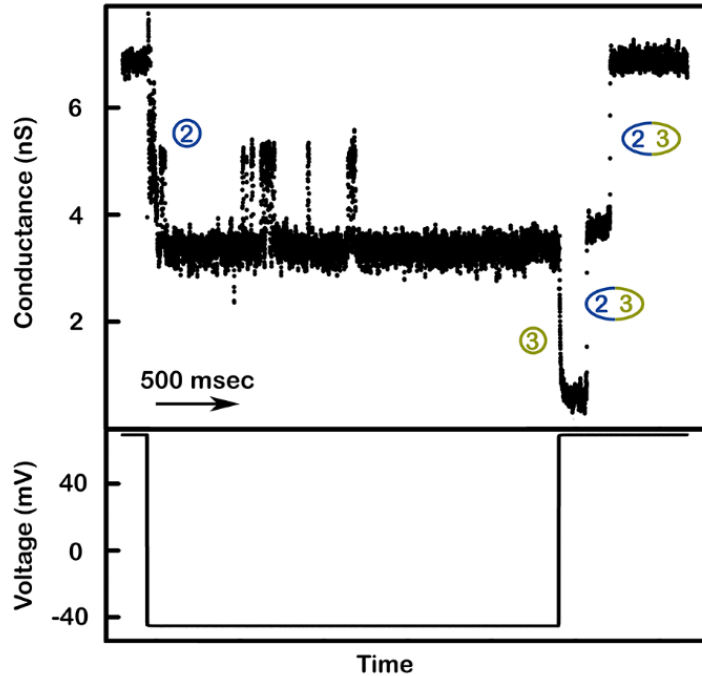 Conductance (nS)
6
4
2
②
2 3
2 3
③
500 msec
Voltage (mV)
40
0
-40
Time